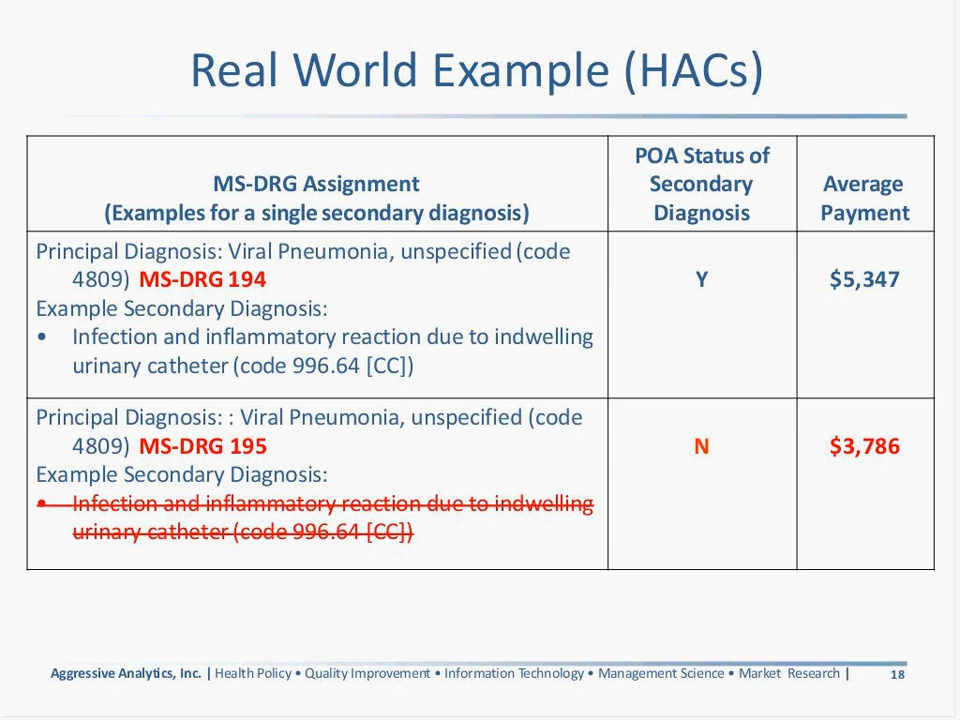 Real World Example (HACs)
MS-DRG Assignment
(Examples for a single secondary diagnosis)
POA Status of
Secondary
Diagnosis
Average
Payment
Principal Diagnosis: Viral Pneumonia, unspecified (code
4809) MS-DRG 194
Example Secondary Diagnosis:
• Infection and inflammatory reaction due to indwelling
urinary catheter (code 996.64 [CC])
Y
$5,347
Principal Diagnosis: : Viral Pneumonia, unspecified (code
4809) MS-DRG 195
Example Secondary Diagnosis:
• Infection and inflammatory reaction due to indwelling
urinary catheter (code 996.64 [CC])
N
$3,786
Aggressive Analytics, Inc. | Health Policy • Quality Improvement • Information Technology • Management Science • Market Research |
18